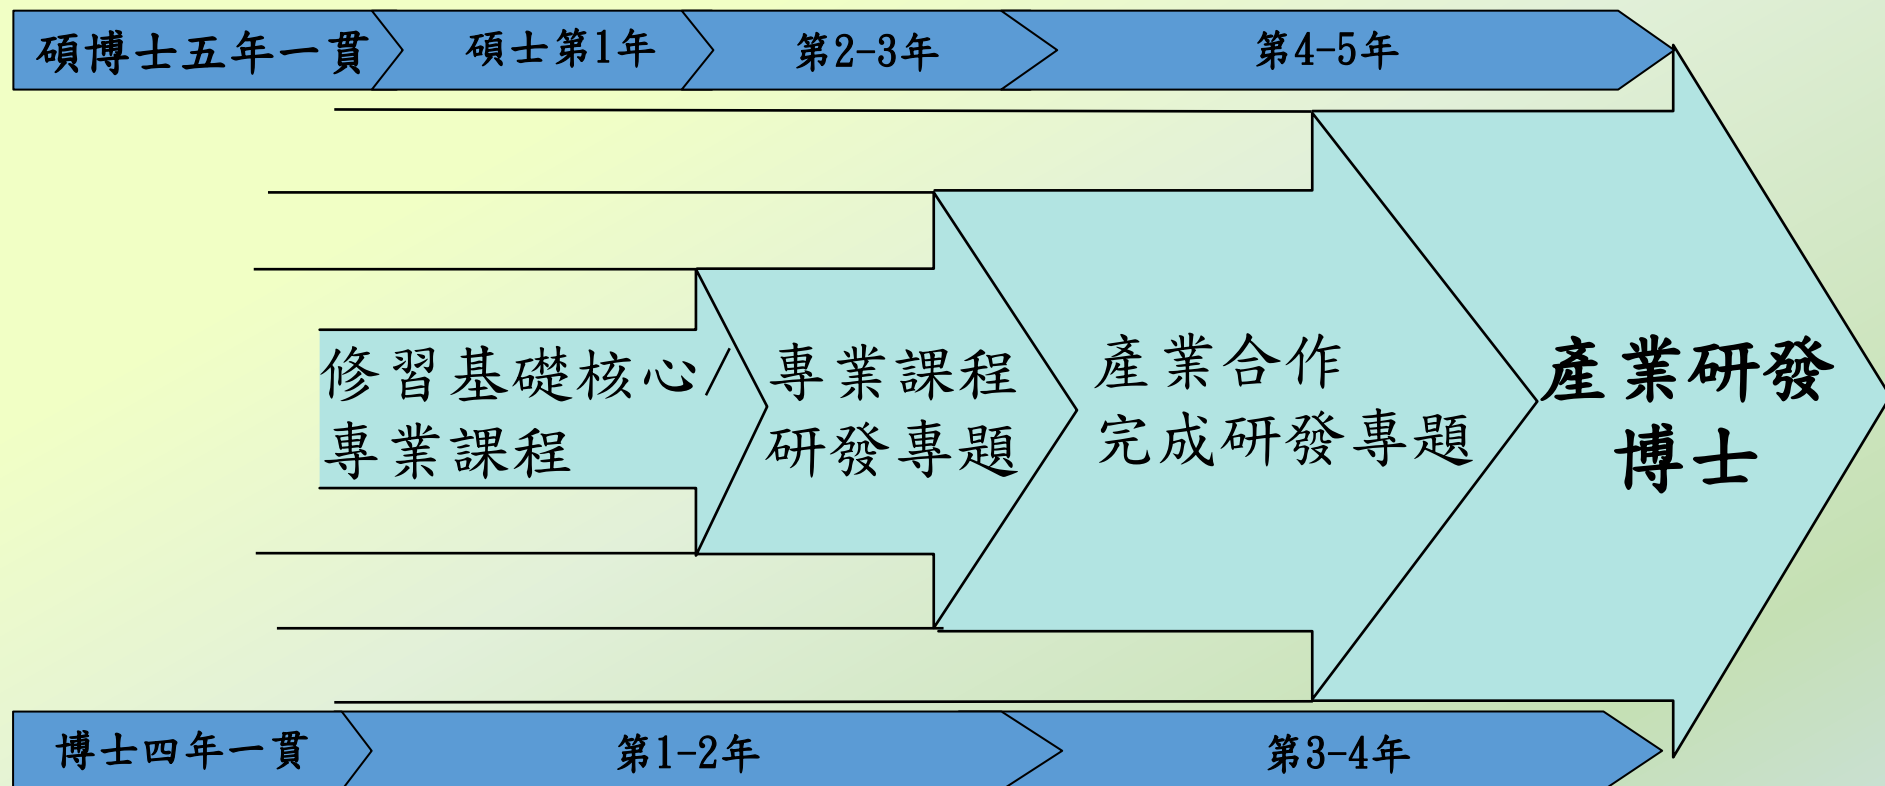 碩博士五年一貫
碩士第1年
第2-3年
第4-5年
修習基礎核心/
專業課程
專業課程
研發專題
產業合作
完成研發專題
產業研發
博士
博士四年一貫
第1-2年
第3-4年